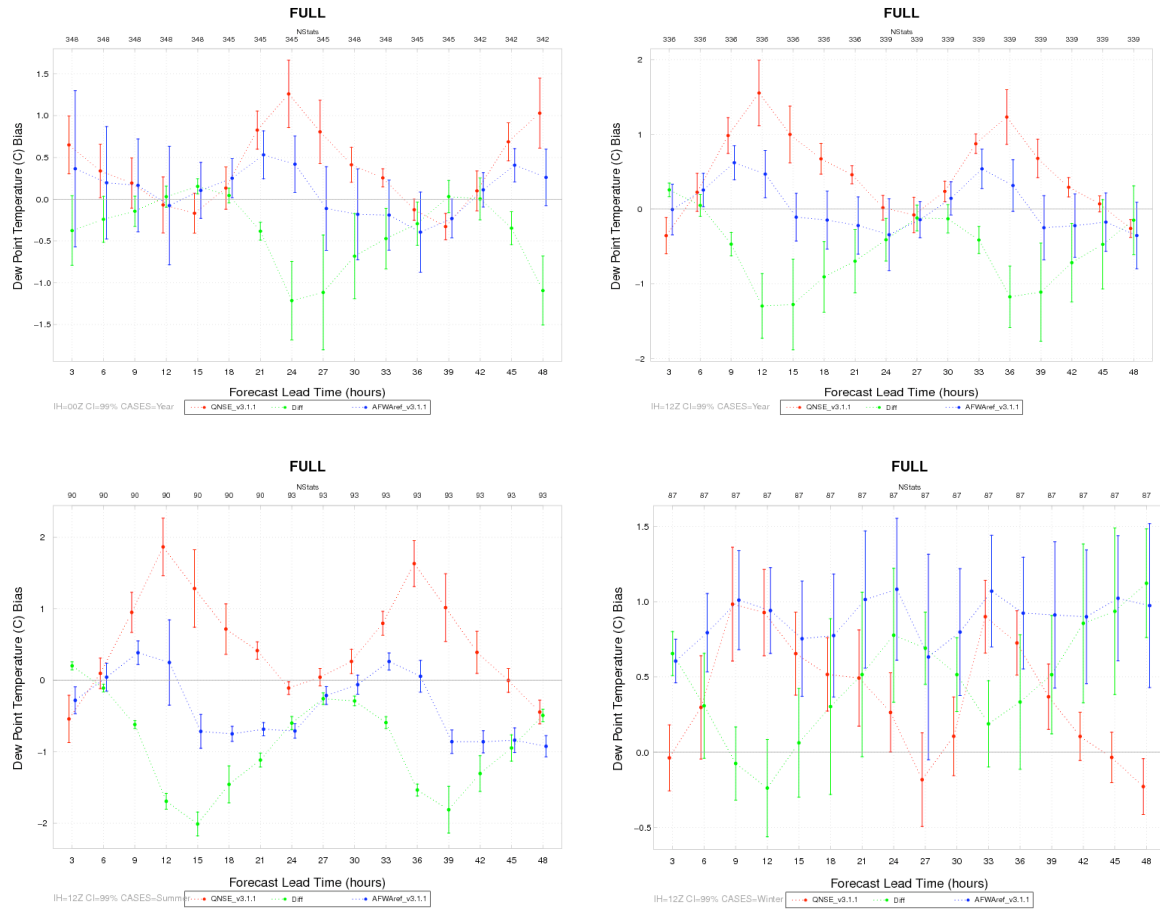 FULL
NStats
348 348 348 348 348 348 345 345 345 345 345 345 342 342 342 342
1.5
1.0
0.5
0.0
−0.5
−1.0
−1.5
Dew Point Temperature (C) Bias
3 6 9 12 15 18 21 24 27 30 33 36 39 42 45 48
Forecast Lead Time (hours)
IH=00Z CI=99% CASES=Year QNSE_v3.1.1 Diff AFWAref_v3.1.1
FULL
NStats
336 336 336 336 336 336 336 339 339 339 339 339 339 339 339 339
2
1
0
−1
−2
Dew Point Temperature (C) Bias
3 6 9 12 15 18 21 24 27 30 33 36 39 42 45 48
Forecast Lead Time (hours)
IH=12Z CI=99% CASES=Year QNSE_v3.1.1 Diff AFWAref_v3.1.1
FULL
NStats
90 90 90 90 90 90 90 93 93 93 93 93 93 93 93 93
2
1
0
−1
−2
Dew Point Temperature (C) Bias
3 6 9 12 15 18 21 24 27 30 33 36 39 42 45 48
Forecast Lead Time (hours)
IH=12Z CI=99% CASES=Summer QNSE_v3.1.1 Diff AFWAref_v3.1.1
FULL
NStats
87 87 87 87 87 87 87 87 87 87 87 87 87 87 87 87
1.5
1.0
0.5
0.0
−0.5
Dew Point Temperature (C) Bias
3 6 9 12 15 18 21 24 27 30 33 36 39 42 45 48
Forecast Lead Time (hours)
IH=12Z CI=99% CASES=Winter QNSE_v3.1.1 Diff AFWAref_v3.1.1